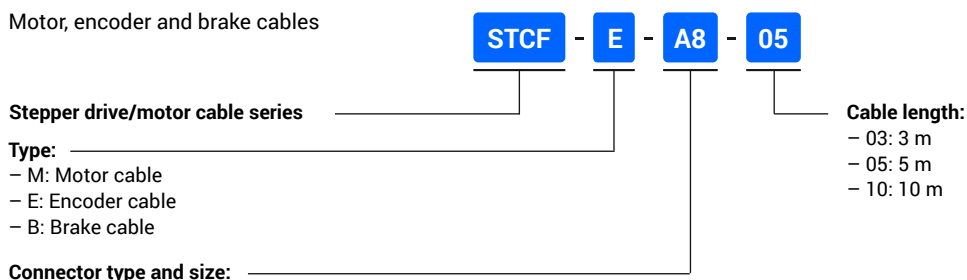 Motor, encoder and brake cables
STCF - E - A8 - 05
Stepper drive/motor cable series
Type:
– M: Motor cable
– E: Encoder cable
– B: Brake cable
Connector type and size:
Cable length:
– 03: 3 m
– 05: 5 m
– 10: 10 m